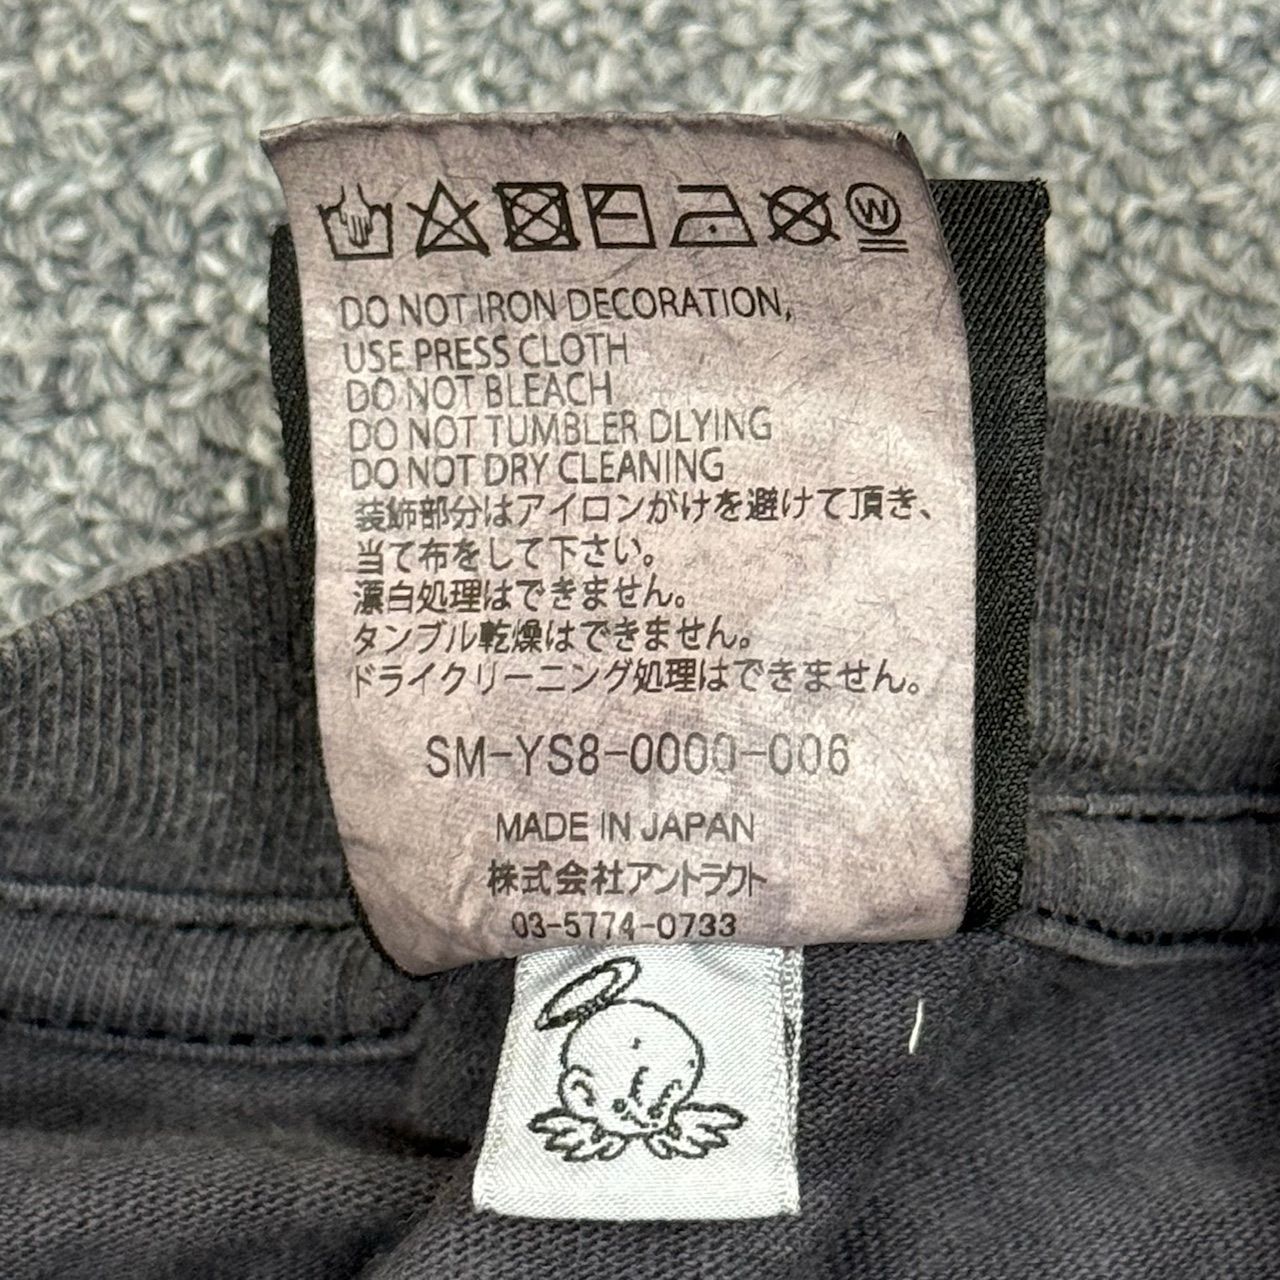 W
DO NOT IRON DECORATION,
USE PRESS CLOTH
DO NOT BLEACH
DO NOT TUMBLER DLYING
DO NOT DRY CLEANING
装飾部分はアイロンがけを避けて頂き、
当て布をして下さい。
漂白処理はできません。
タンブル乾燥はできません。
ドライクリーニング処理はできません。
SM-YS8-0000-006
MADE IN JAPAN
株式会社アントラクト
03-5774-0733